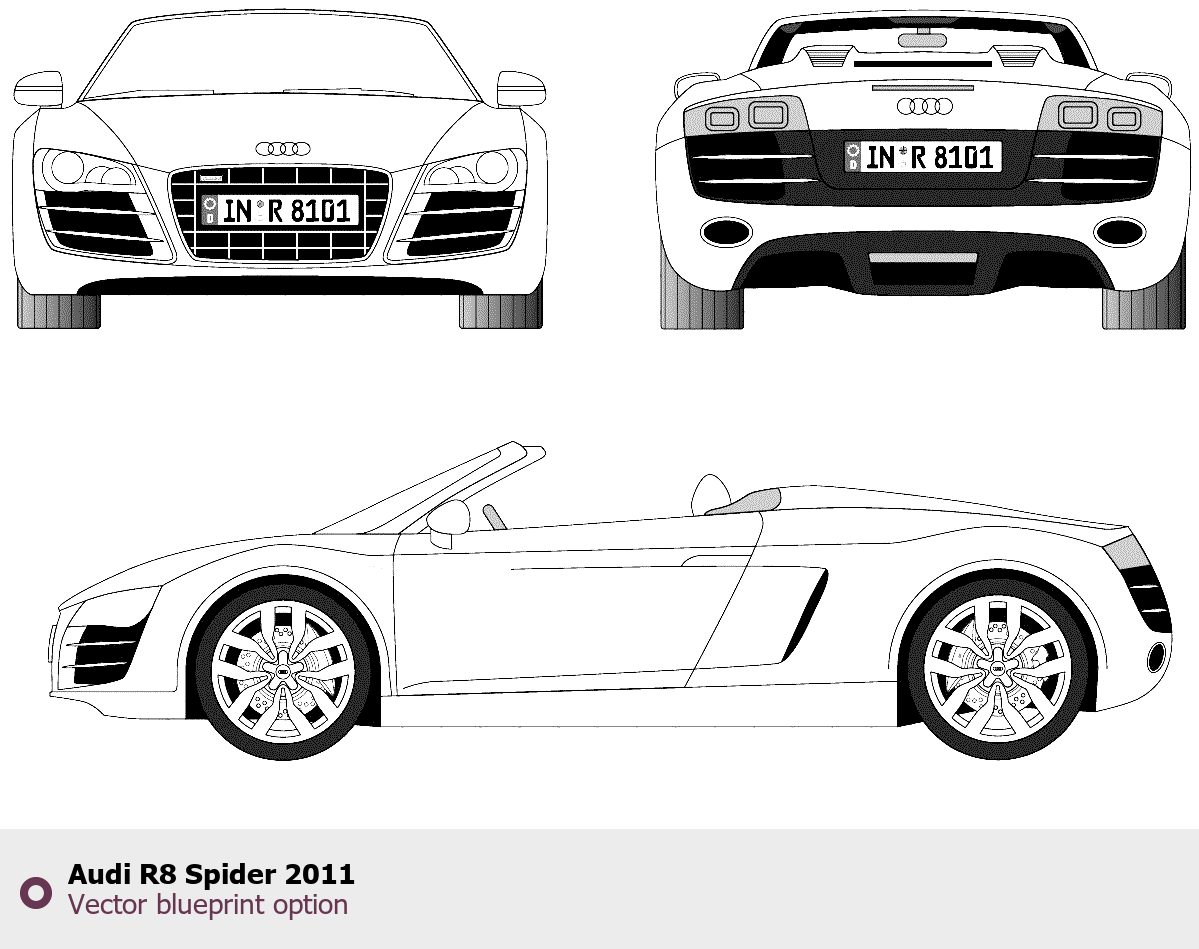 IN R 8101
D
IN R 8101
D
Audi R8 Spider 2011
Vector blueprint option